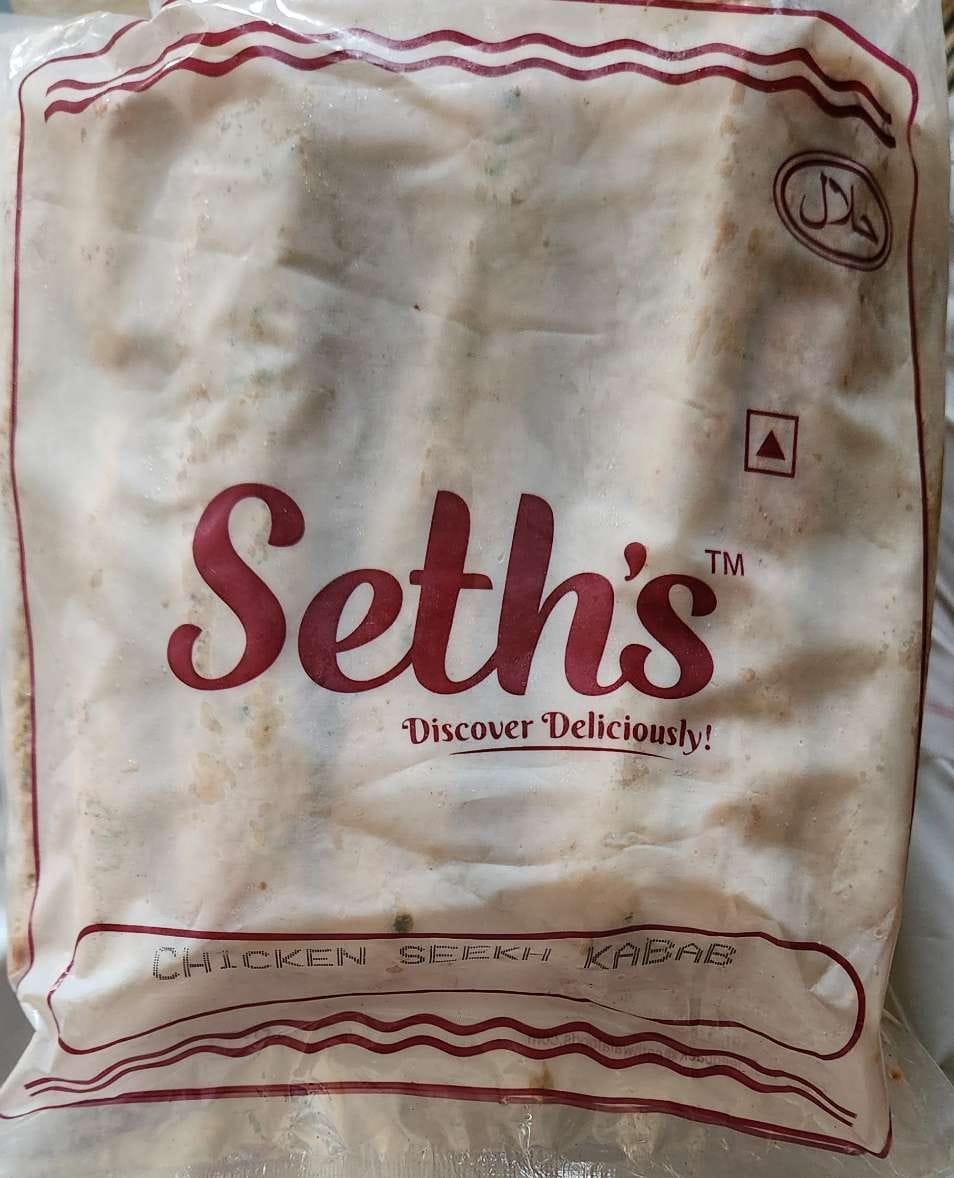 حلال
Seth's™
Discover Deliciously!
CHICKEN SEEKH KABAB